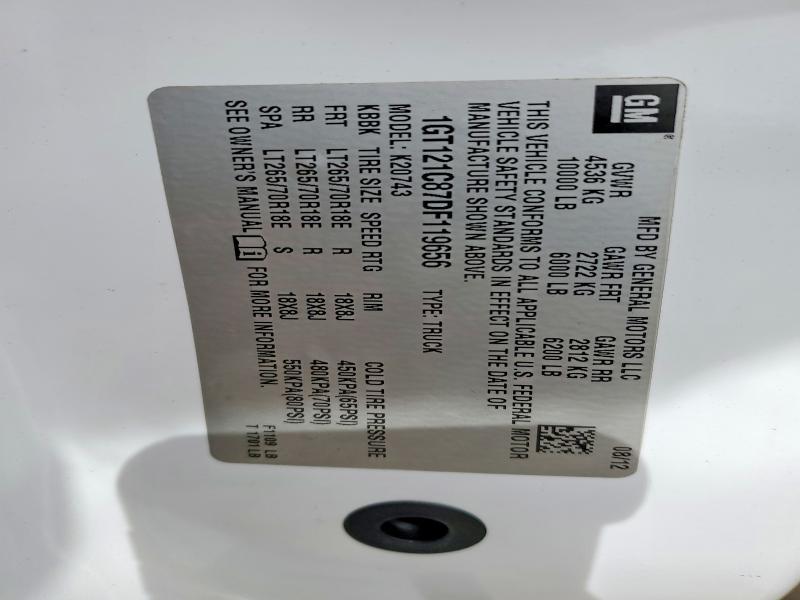 GM®
MFD BY GENERAL MOTORS LLC 08/12
GVWR GAWR FRT GAWR RR
4536 KG 2722 KG 2812 KG
10000 LB 6000 LB 6200 LB
THIS VEHICLE CONFORMS TO ALL APPLICABLE U.S. FEDERAL MOTOR
VEHICLE SAFETY STANDARDS IN EFFECT ON THE DATE OF
MANUFACTURE SHOWN ABOVE.
1GT121C87DF119656 TYPE: TRUCK
MODEL: K20743
KBBK TIRE SIZE SPEED RTG RIM COLD TIRE PRESSURE
FRT LT265/70R18E R 18X8J 450KPA(65PSI)
RR LT265/70R18E R 18X8J 480KPA(70PSI)
SPA LT265/70R18E S 18X8J 550KPA(80PSI)
SEE OWNER'S MANUAL i FOR MORE INFORMATION.
F1109 LB
T 1701 LB